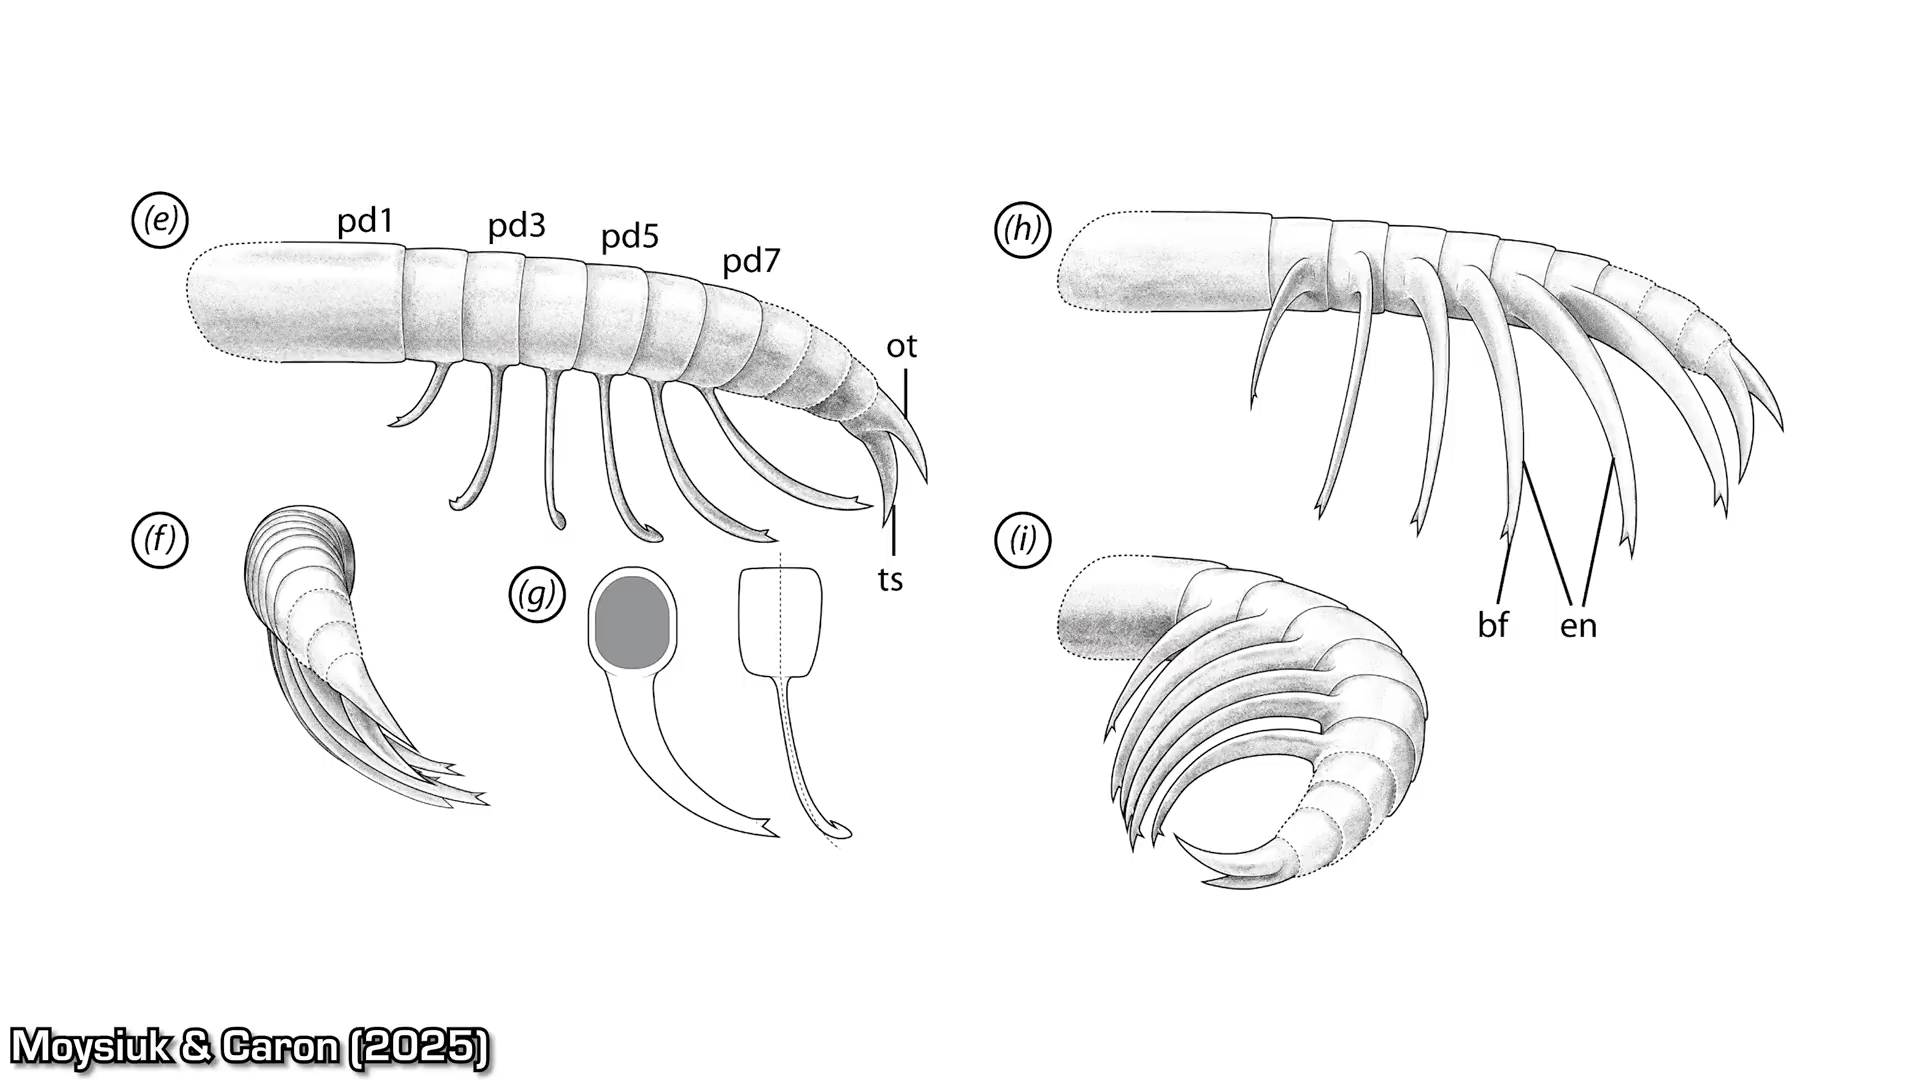 (e)
pd1
pd3
pd5
pd7
ot
ts
(f)
(g)
(h)
bf
en
(i)
Moysiuk & Caron (2025)